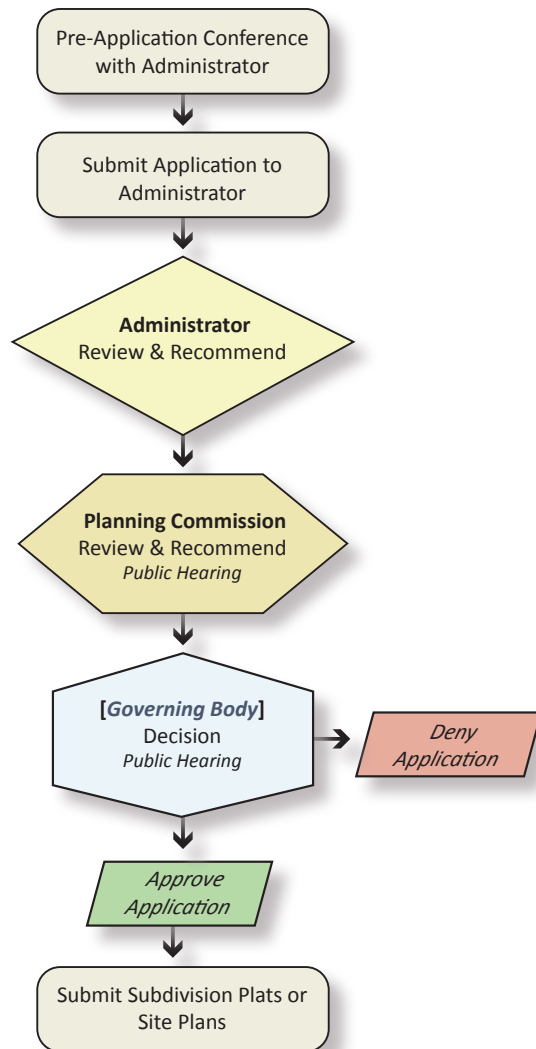 Pre-Application Conference
with Administrator
Submit Application to
Administrator
Administrator
Review & Recommend
Planning Commission
Review & Recommend
Public Hearing
[Governing Body]
Decision
Public Hearing
Deny
Application
Approve
Application
Submit Subdivision Plats or
Site Plans